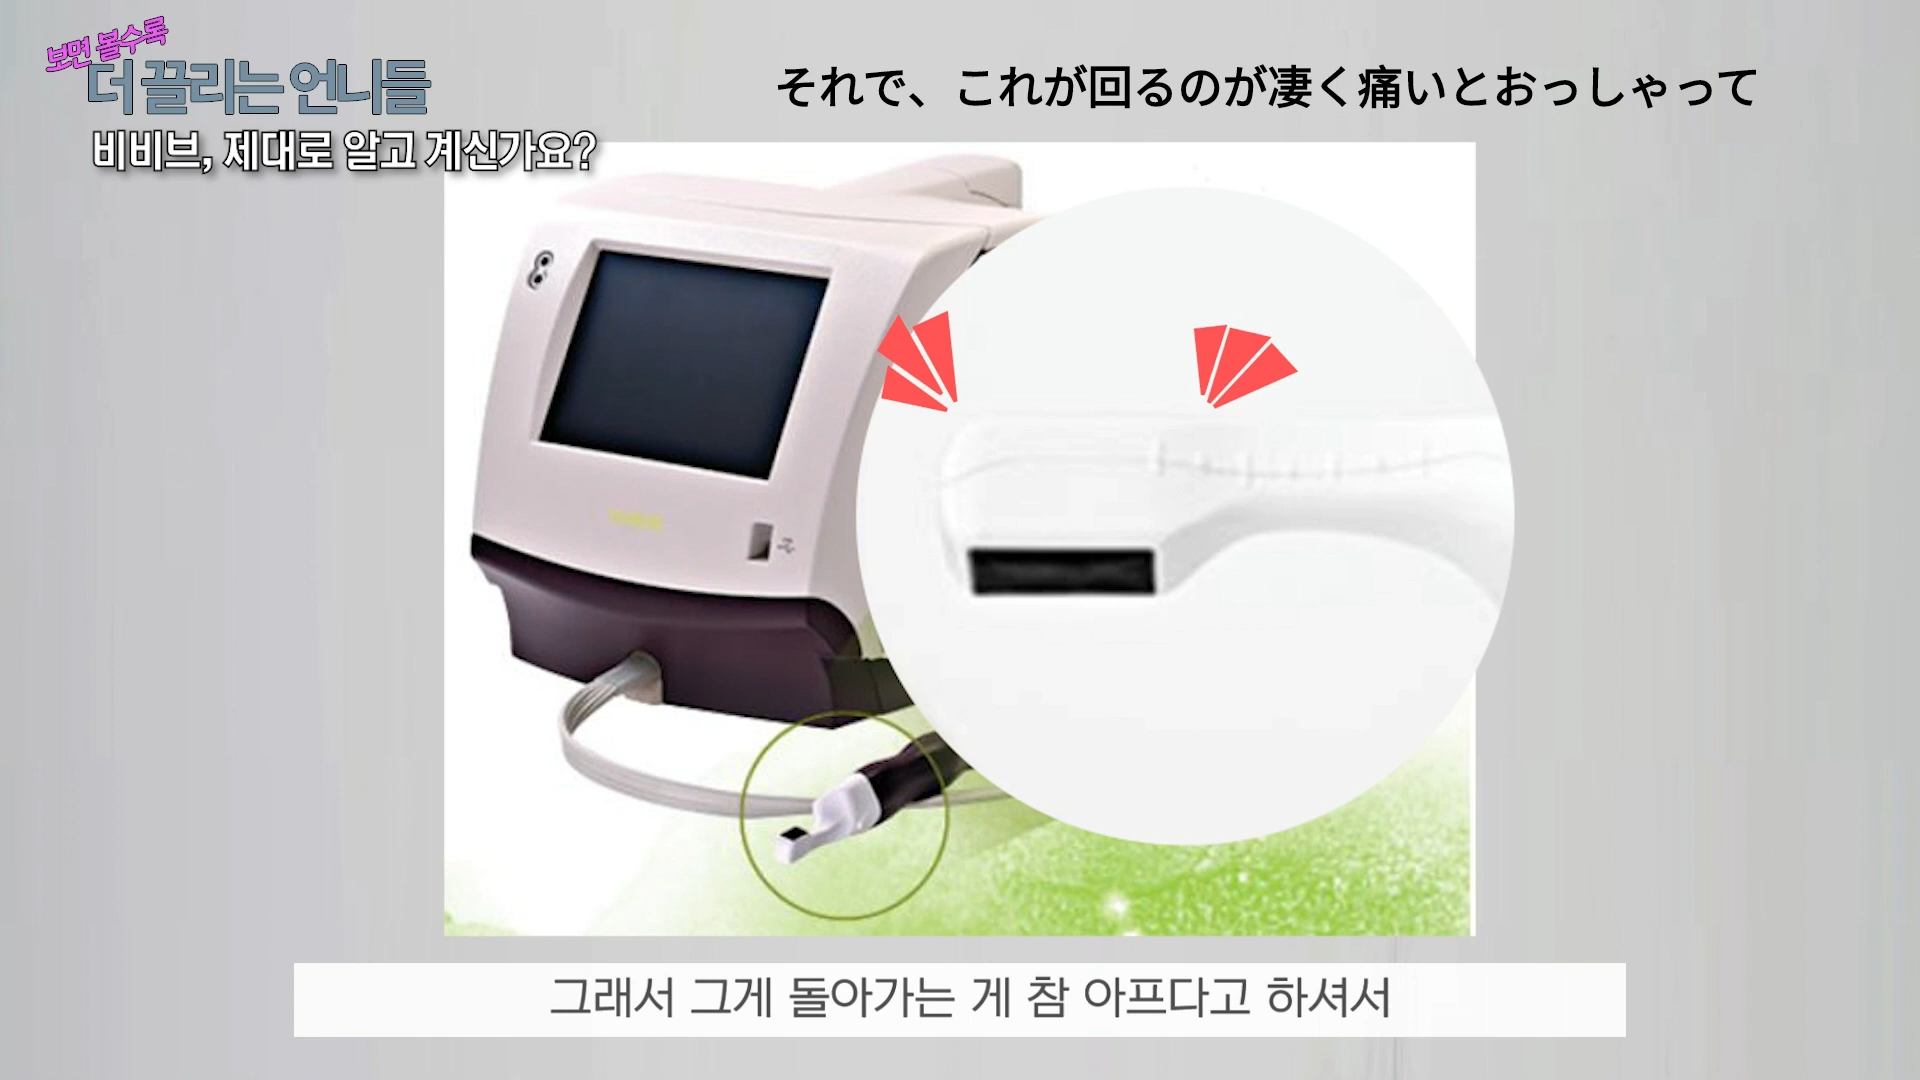 보면 볼수록
더 끌리는 언니들
비비브, 제대로 알고 계신가요?
それで、これが回るのが凄く痛いとおっしゃって
그래서 그게 돌아가는 게 참 아프다고 하셔서